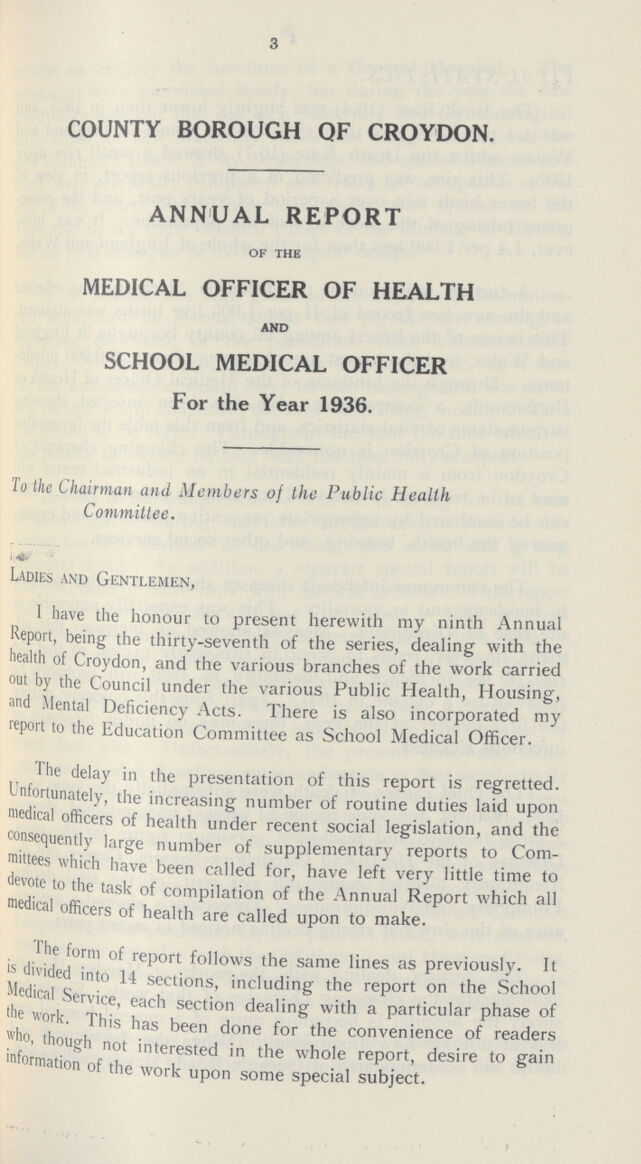 3
COUNTY BOROUGH OF CROYDON.
ANNUAL REPORT
OF THE
MEDICAL OFFICER OF HEALTH
AND
SCHOOL MEDICAL OFFICER
For the Year 1936.
To the Chairman and Members of the Public Health
Committee.
LADIES AND GENTLEMEN,
I have the honour to present herewith my ninth Annual
Report, being the thirty-seventh of the series, dealing with the
health of Croydon, and the various branches of the work carried
out by the Council under the various Public Health, Housing,
and Mental Deficiency Acts. There is also incorporated my
report to the Education Committee as School Medical Officer.
The delay in the presentation of this report is regretted.
Unfortunately, the increasing number of routine duties laid upon
medical officers of health under recent social legislation, and the
consequently large number of supplementary reports to Com-
mittees which have been called for, have left very little time to
devote to the task of compilation of the Annual Report which all
medical officers of health are called upon to make.
The form of report follows the same lines as previously. It
is divided into 14 sections, including the report on the School
Medical Service, each section dealing with a particular phase of
the work. This has been done for the convenience of readers
who, though not interested in the whole report, desire to gain
information of the work upon some special subject.